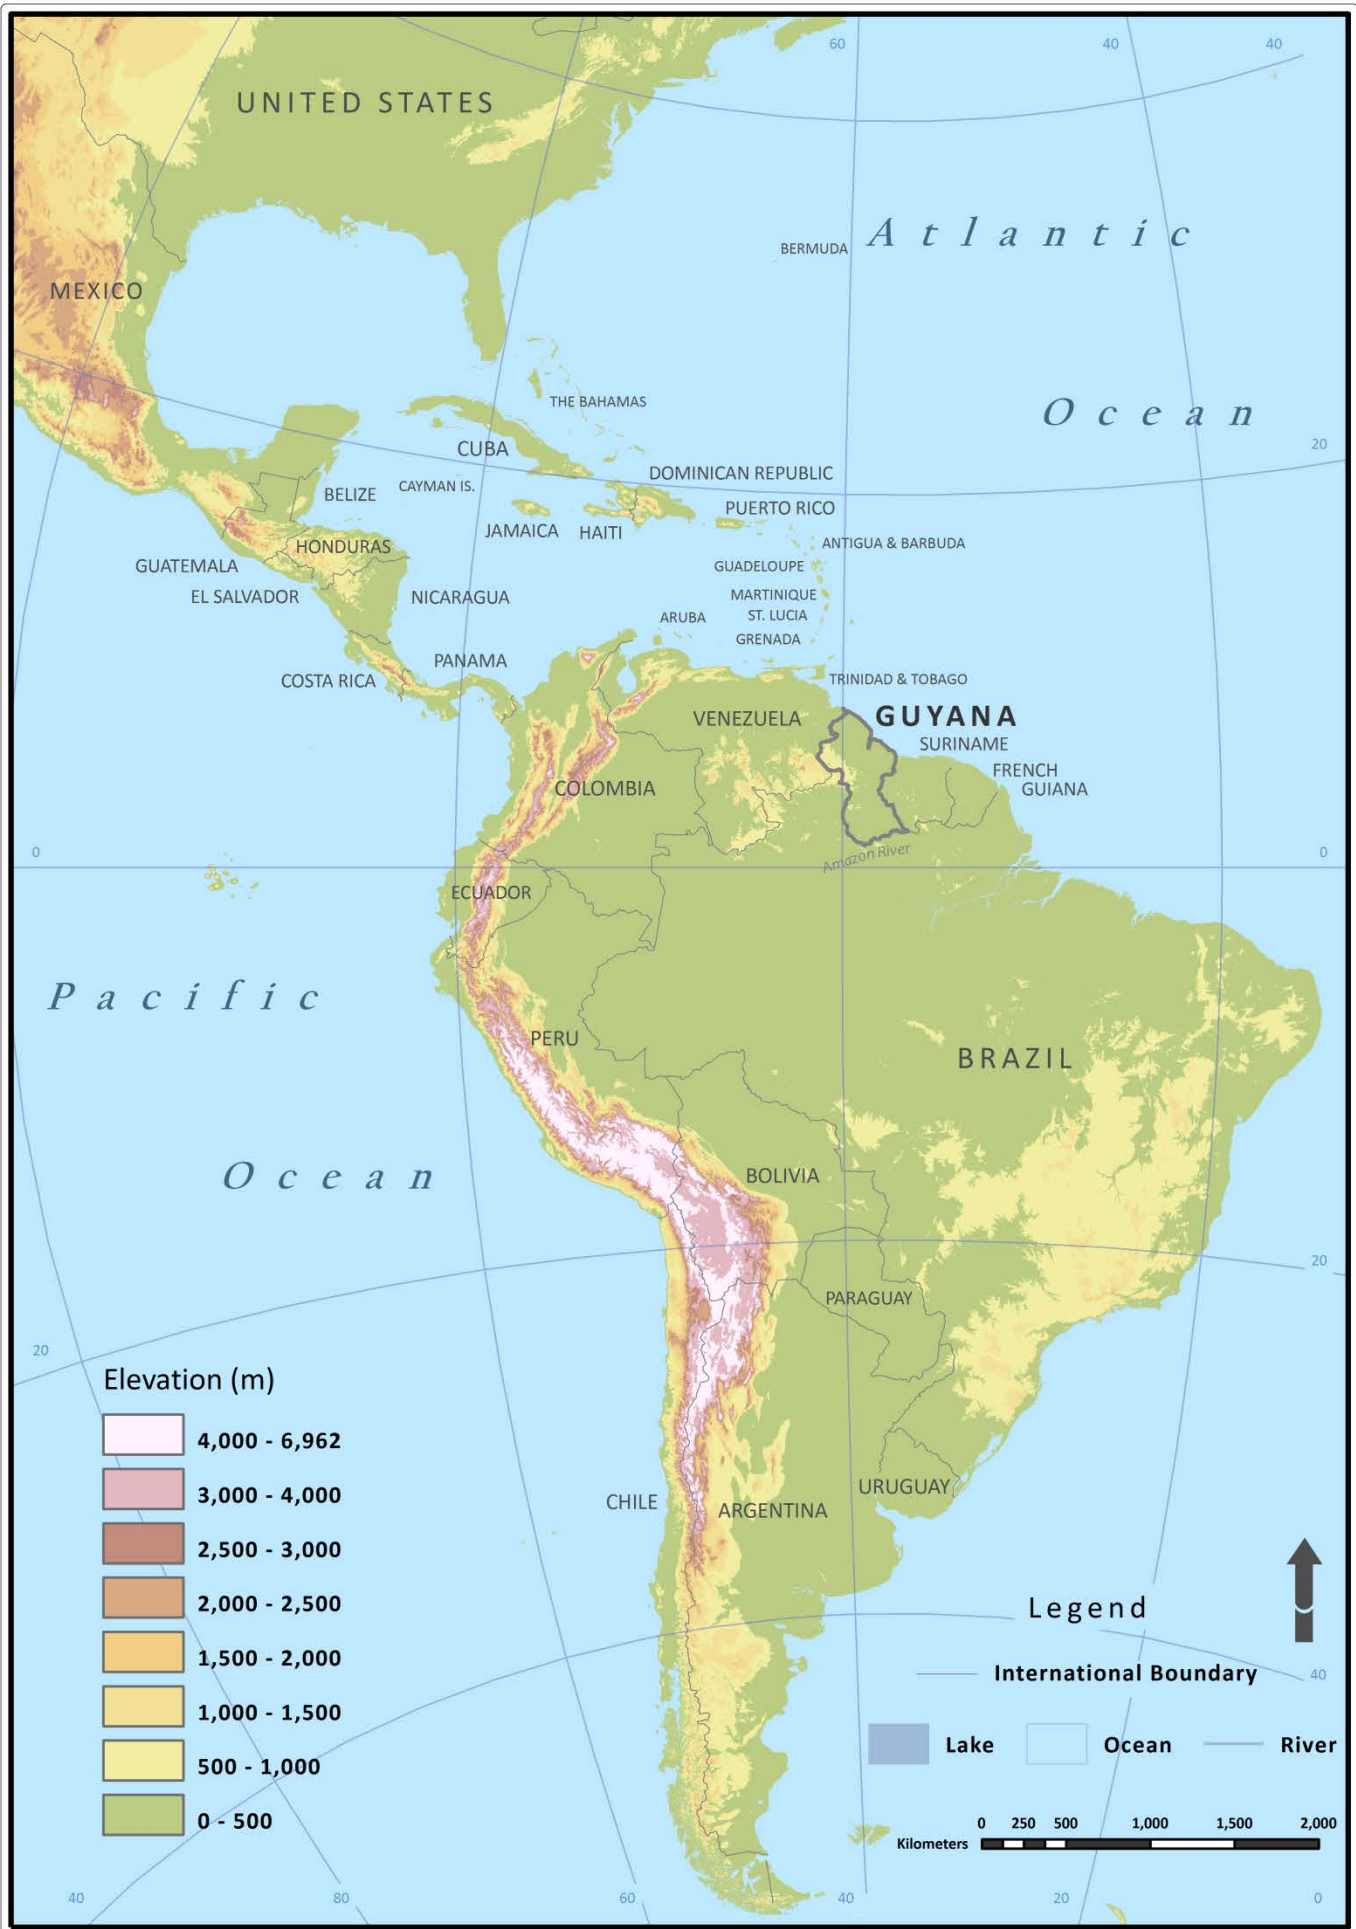 60
40
40
UNITED STATES
Atlantic
BERMUDA
MEXICO
THE BAHAMAS
Ocean
20
CUBA
DOMINICAN REPUBLIC
CAYMAN IS.
BELIZE
PUERTO RICO
JAMAICA
HAITI
ANTIGUA & BARBUDA
HONDURAS
GUATEMALA
GUADELOUPE
EL SALVADOR
NICARAGUA
MARTINIQUE
ST. LUCIA
ARUBA
GRENADA
PANAMA
COSTA RICA
TRINIDAD & TOBAGO
VENEZUELA
GUYANA
SURINAME
FRENCH
GUIANA
COLOMBIA
0
Amazon River
0
ECUADOR
Pacific
PERU
BRAZIL
Ocean
BOLIVIA
20
PARAGUAY
20
Elevation (m)
4,000 - 6,962
3,000 - 4,000
2,500 - 3,000
2,000 - 2,500
1,500 - 2,000
1,000 - 1,500
500 - 1,000
0 - 500
CHILE
ARGENTINA
URUGUAY
Legend
International Boundary
40
Lake
Ocean
River
0 250 500 1,000 1,500 2,000
Kilometers
40
80
60
40
20
0